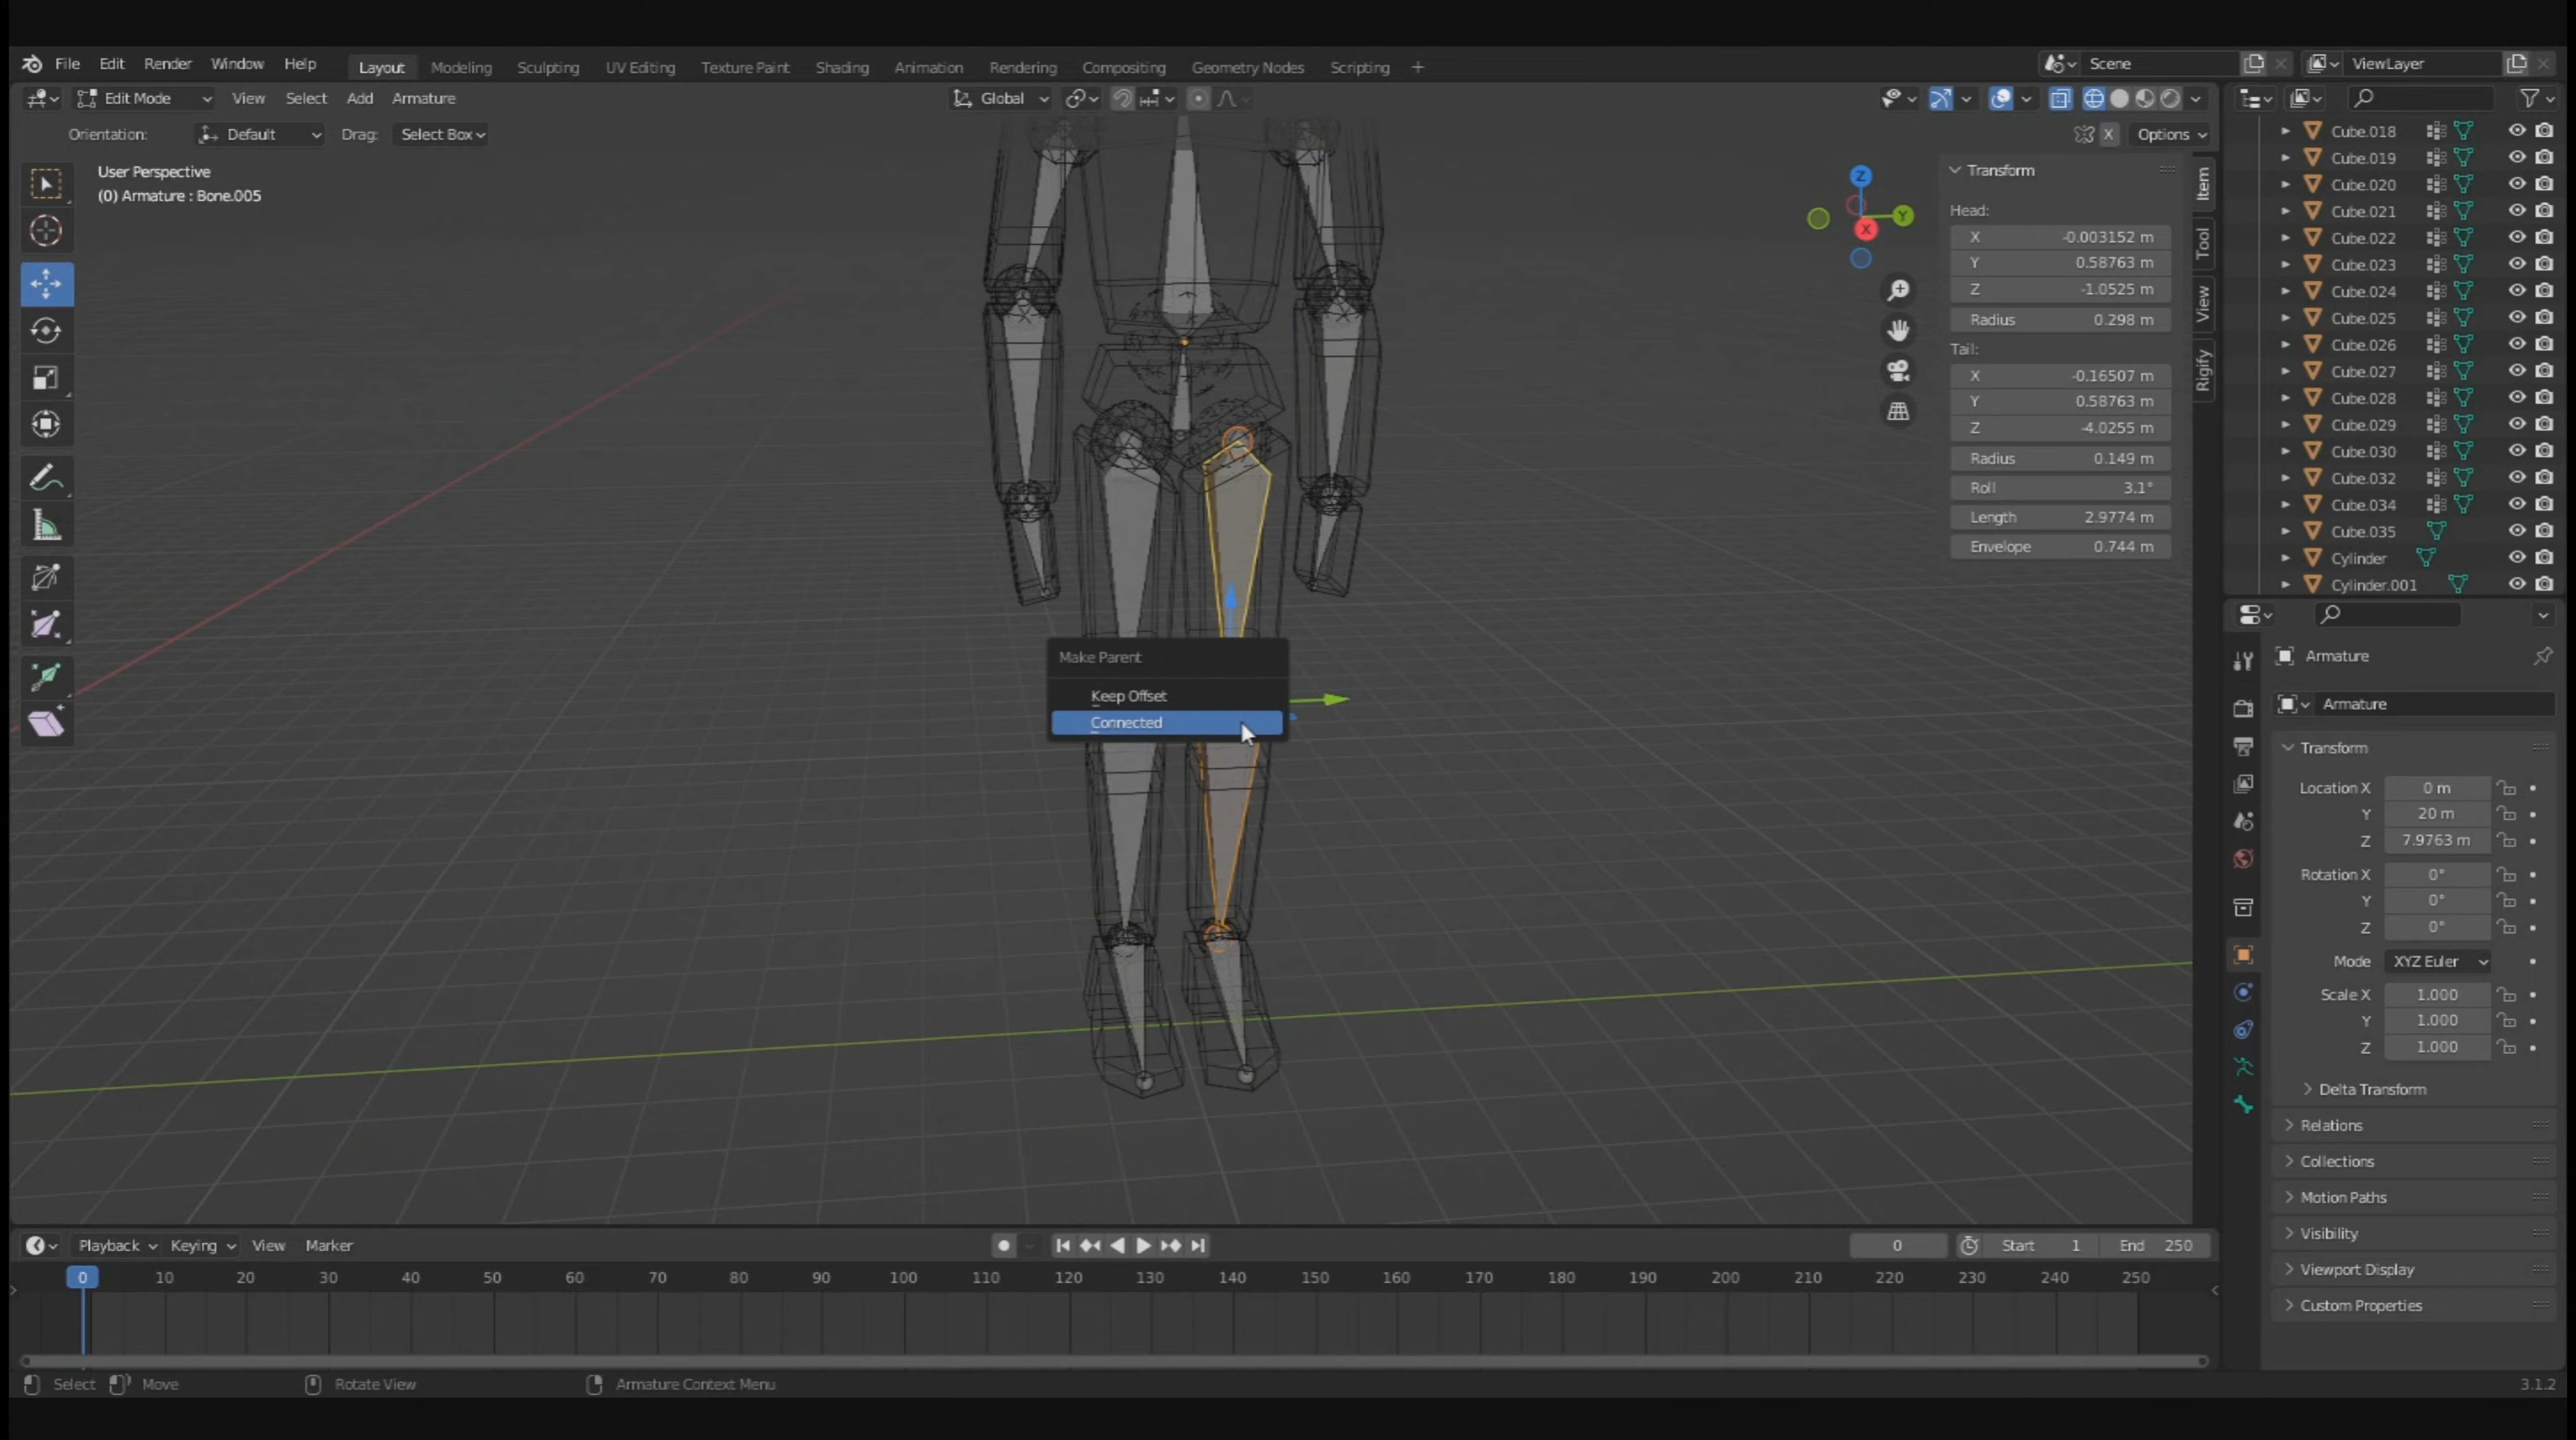 File Edit Render Window Help Layout Modeling Sculpting UV Editing Texture Paint Shading Animation Rendering Compositing Geometry Nodes Scripting + Scene ViewLayer
Edit Mode View Select Add Armature Global
Orientation: Default Drag: Select Box X Options
User Perspective
(0) Armature : Bone.005
Z
Y
X
Transform
Head:
X -0.003152 m
Y 0.58763 m
Z -1.0525 m
Radius 0.298 m
Tail:
X -0.16507 m
Y 0.58763 m
Z -4.0255 m
Radius 0.149 m
Roll 3.1°
Length 2.9774 m
Envelope 0.744 m
Item
Tool
View
Rigify
Cube.018
Cube.019
Cube.020
Cube.021
Cube.022
Cube.023
Cube.024
Cube.025
Cube.026
Cube.027
Cube.028
Cube.029
Cube.030
Cube.032
Cube.034
Cube.035
Cylinder
Cylinder.001
Make Parent
Keep Offset
Connected
Armature
Armature
Transform
Location X 0 m
Y 20 m
Z 7.9763 m
Rotation X 0°
Y 0°
Z 0°
Mode XYZ Euler
Scale X 1.000
Y 1.000
Z 1.000
Delta Transform
Relations
Collections
Motion Paths
Visibility
Viewport Display
Custom Properties
Playback Keying View Marker 0 Start 1 End 250
0 10 20 30 40 50 60 70 80 90 100 110 120 130 140 150 160 170 180 190 200 210 220 230 240 250
Select Move Rotate View Armature Context Menu 3.1.2